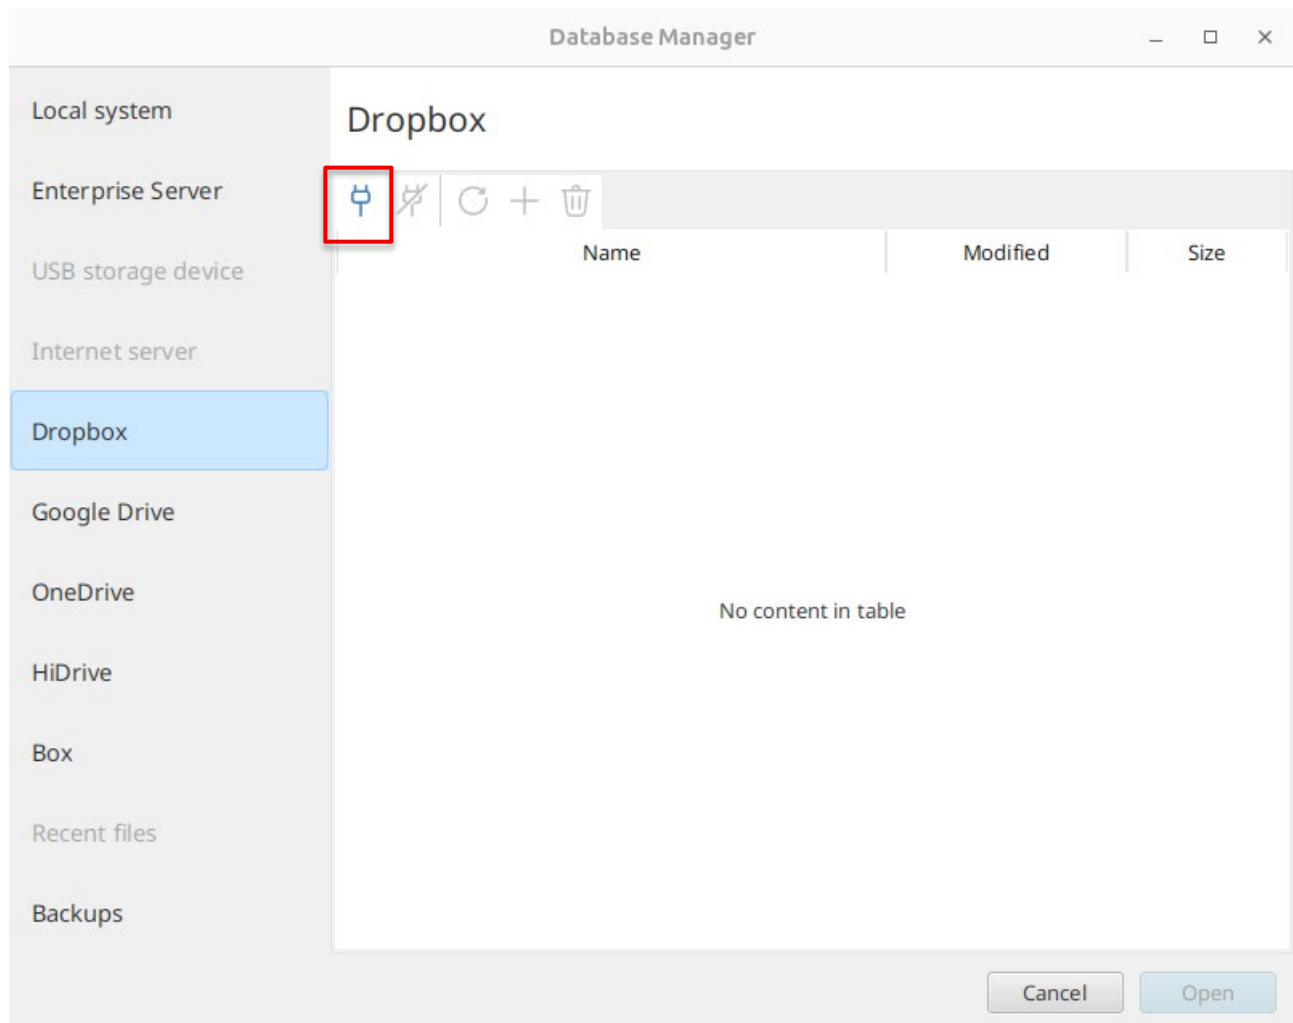 Database Manager
Local system
Dropbox
Enterprise Server
Name Modified Size
USB storage device
Internet server
Dropbox
Google Drive
OneDrive
No content in table
HiDrive
Box
Recent files
Backups
Cancel Open